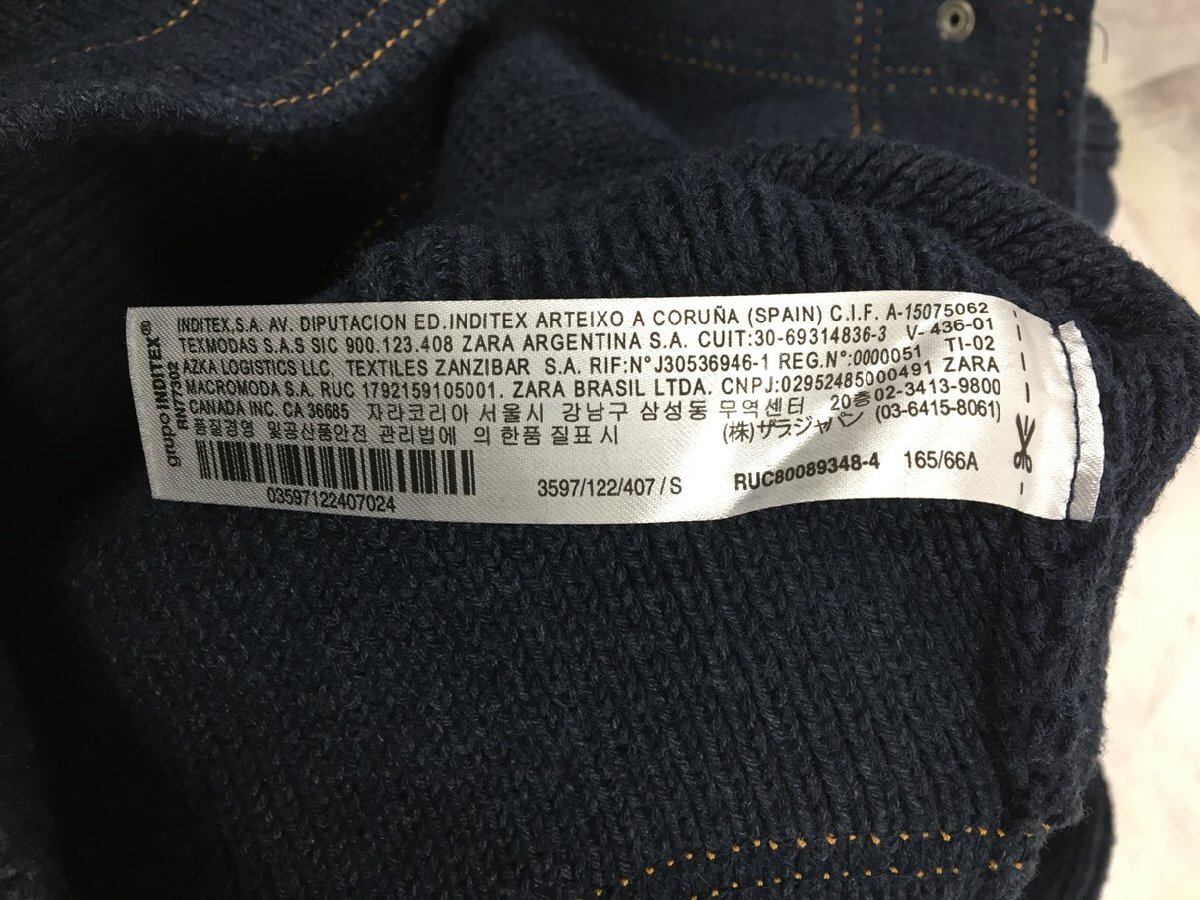 grupo INDITEX®
RN77302
INDITEX,S.A. AV. DIPUTACION ED.INDITEX ARTEIXO A CORUÑA (SPAIN) C.I.F. A-15075062
TEXMODAS S.A.S SIC 900.123.408 ZARA ARGENTINA S.A. CUIT:30-69314836-3 V- 436-01
AZKA LOGISTICS LLC, TEXTILES ZANZIBAR S.A. RIF:N°J30536946-1 REG.N°:0000051 TI-02
MACROMODA S.A. RUC 1792159105001. ZARA BRASIL LTDA. CNPJ:02952485000491 ZARA
CANADA INC. CA 36685 자라코리아 서울시 강남구 삼성동 무역센터 20층02-3413-9800
품질경영 및공산품안전 관리법에 의한품 질표시 (株)ザラジャパン (03-6415-8061)
03597122407024
3597/122/407/S
RUC80089348-4
165/66A